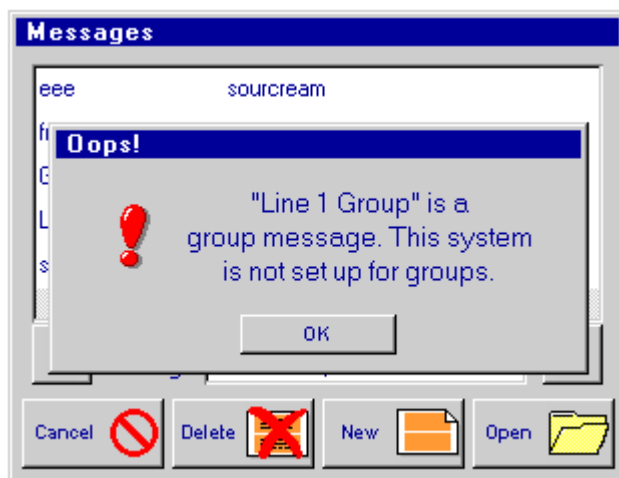 Messages
eee sourcream
Oops!
"Line 1 Group" is a
group message. This system
is not set up for groups.
OK
Cancel
Delete
New
Open